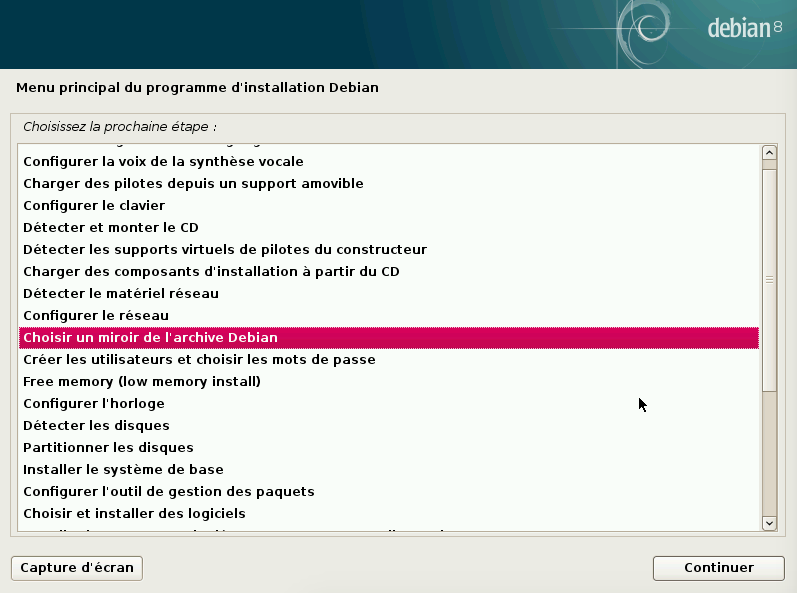 debian 8
Menu principal du programme d'installation Debian
Choisissez la prochaine étape :
Configurer la voix de la synthèse vocale
Charger des pilotes depuis un support amovible
Configurer le clavier
Détecter et monter le CD
Détecter les supports virtuels de pilotes du constructeur
Charger des composants d'installation à partir du CD
Détecter le matériel réseau
Configurer le réseau
Choisir un miroir de l'archive Debian
Créer les utilisateurs et choisir les mots de passe
Free memory (low memory install)
Configurer l'horloge
Détecter les disques
Partitionner les disques
Installer le système de base
Configurer l'outil de gestion des paquets
Choisir et installer des logiciels
Capture d'écran
Continuer